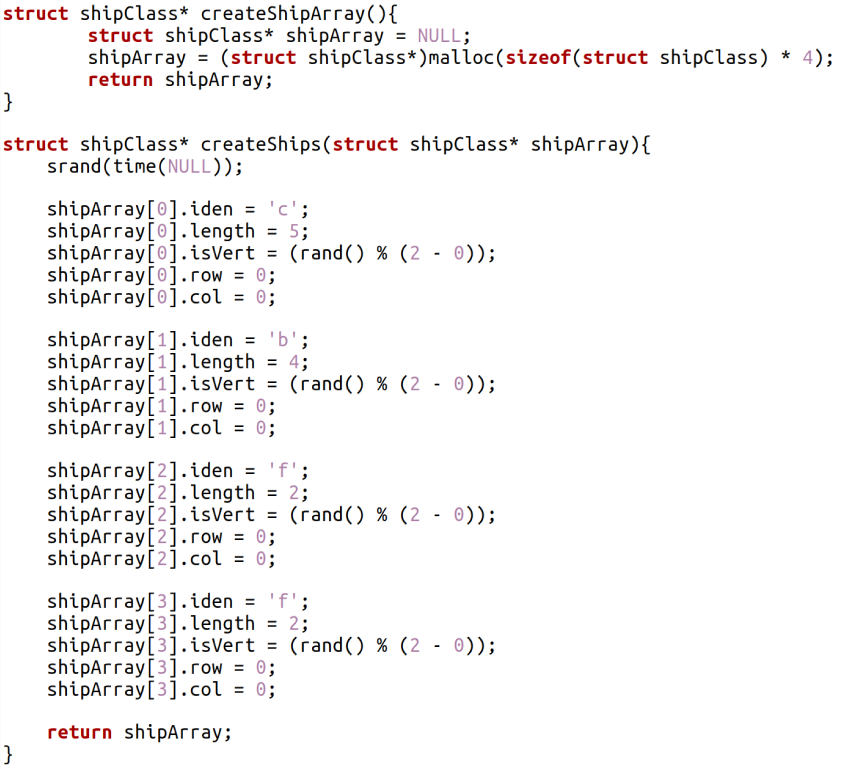 struct shipClass* createShipArray(){
        struct shipClass* shipArray = NULL;
        shipArray = (struct shipClass*)malloc(sizeof(struct shipClass) * 4);
        return shipArray;
}

struct shipClass* createShips(struct shipClass* shipArray){
    srand(time(NULL));

    shipArray[0].iden = 'c';
    shipArray[0].length = 5;
    shipArray[0].isVert = (rand() % (2 - 0));
    shipArray[0].row = 0;
    shipArray[0].col = 0;

    shipArray[1].iden = 'b';
    shipArray[1].length = 4;
    shipArray[1].isVert = (rand() % (2 - 0));
    shipArray[1].row = 0;
    shipArray[1].col = 0;

    shipArray[2].iden = 'f';
    shipArray[2].length = 2;
    shipArray[2].isVert = (rand() % (2 - 0));
    shipArray[2].row = 0;
    shipArray[2].col = 0;

    shipArray[3].iden = 'f';
    shipArray[3].length = 2;
    shipArray[3].isVert = (rand() % (2 - 0));
    shipArray[3].row = 0;
    shipArray[3].col = 0;

    return shipArray;
}